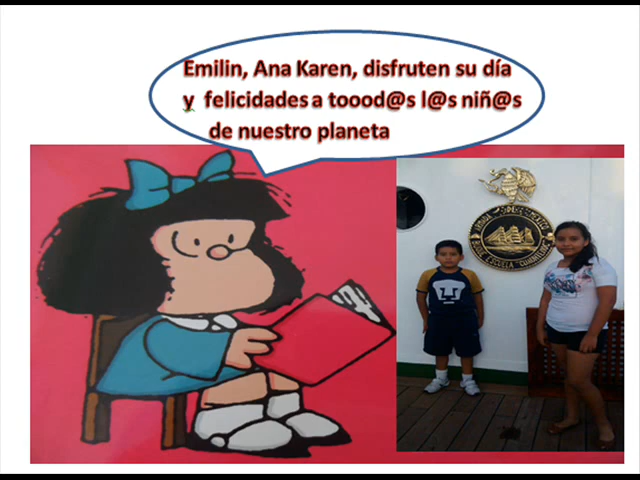 Emilin, Ana Karen, disfruten su día
y felicidades a toood@s l@s niñ@s
de nuestro planeta